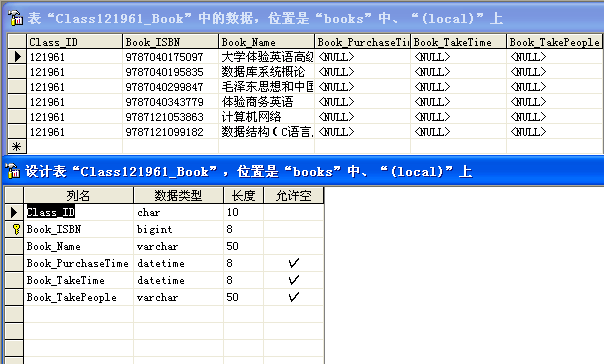 表“Class121961_Book”中的数据，位置是“books”中、“(local)”上
Class_ID Book_ISBN Book_Name Book_PurchaseTim Book_TakeTime Book_TakePeople
121961 9787040175097 大学体验英语高级 <NULL> <NULL> <NULL>
121961 9787040195835 数据库系统概论 <NULL> <NULL> <NULL>
121961 9787040299847 毛泽东思想和中国 <NULL> <NULL> <NULL>
121961 9787040343779 体验商务英语 <NULL> <NULL> <NULL>
121961 9787121053863 计算机网络 <NULL> <NULL> <NULL>
121961 9787121099182 数据结构（C语言 <NULL> <NULL> <NULL>
设计表“Class121961_Book”，位置是“books”中、“(local)”上
列名 数据类型 长度 允许空
Class_ID char 10
Book_ISBN bigint 8
Book_Name varchar 50
Book_PurchaseTime datetime 8 ✓
Book_TakeTime datetime 8 ✓
Book_TakePeople varchar 50 ✓